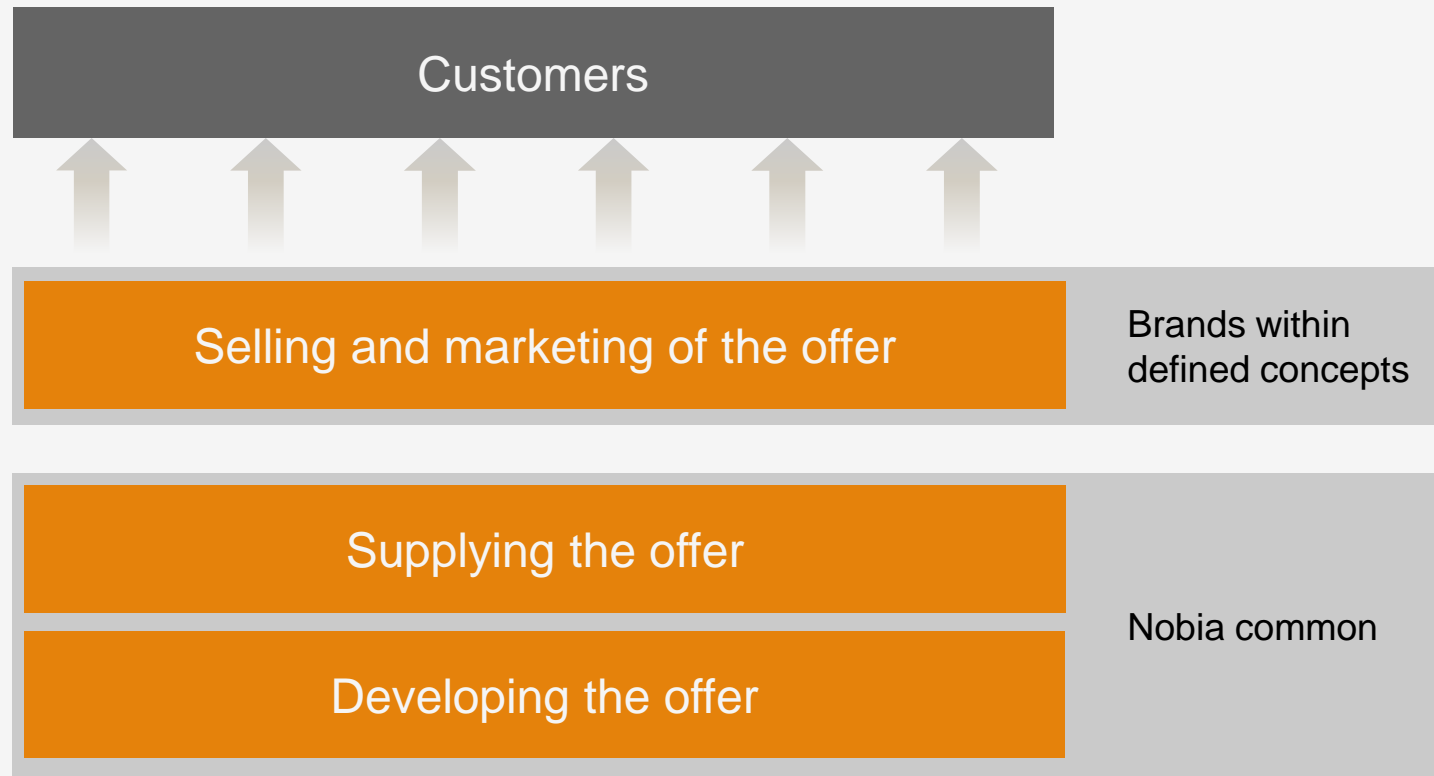 Customers
Selling and marketing of the offer
Brands within
defined concepts
Supplying the offer
Nobia common
Developing the offer